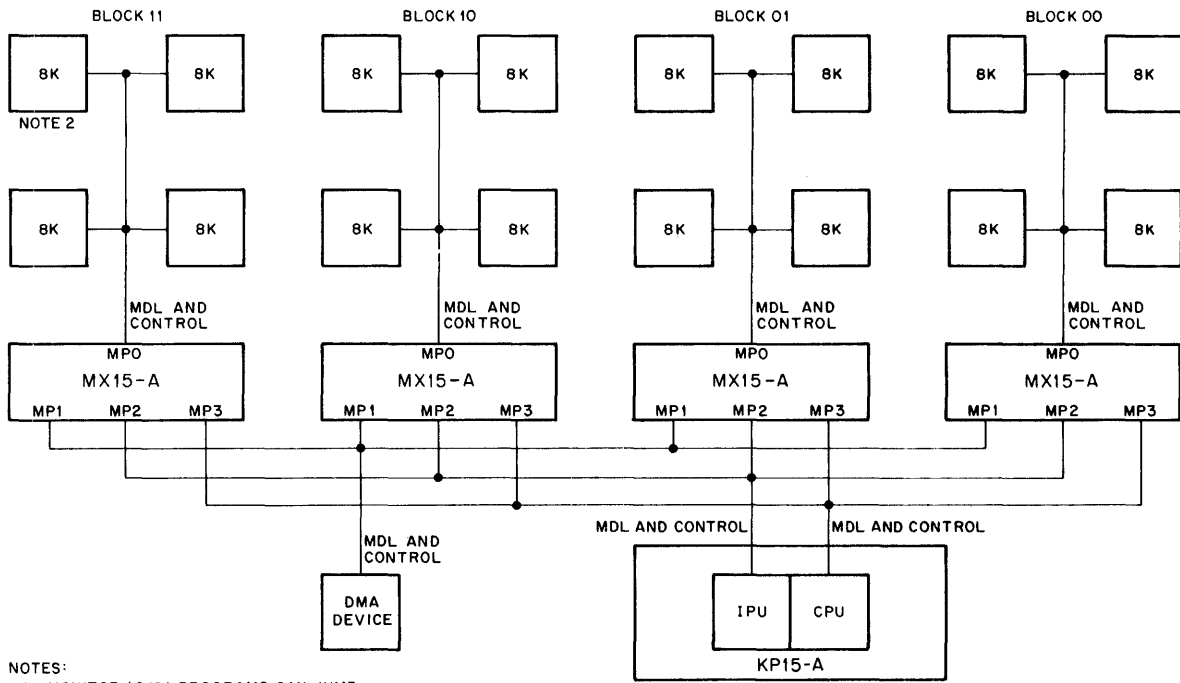 BLOCK 11 BLOCK 10 BLOCK 01 BLOCK 00
8K 8K 8K 8K 8K 8K 8K 8K
NOTE 2
8K 8K 8K 8K 8K 8K 8K 8K
MDL AND CONTROL MDL AND CONTROL MDL AND CONTROL MDL AND CONTROL
MPO MPO MPO MPO
MX15-A MX15-A MX15-A MX15-A
MP1 MP2 MP3 MP1 MP2 MP3 MP1 MP2 MP3 MP1 MP2 MP3
MDL AND CONTROL MDL AND CONTROL
MDL AND
CONTROL
DMA
DEVICE
IPU CPU
KP15-A
NOTES: